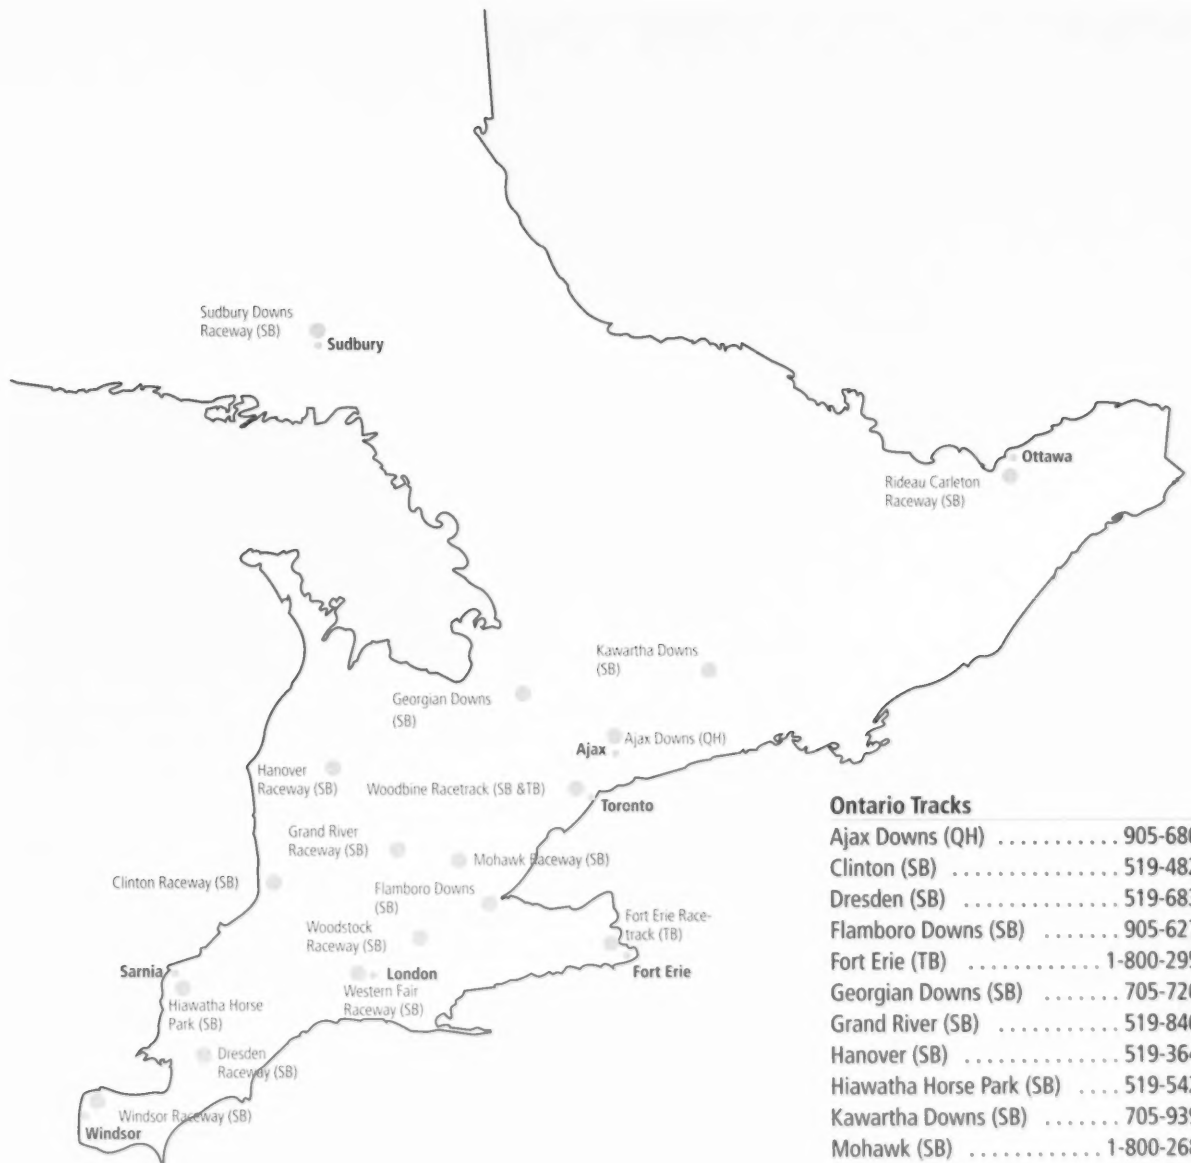 Sudbury Downs
Raceway (SB)
Sudbury
Ottawa
Rideau Carleton
Raceway (SB)
Kawartha Downs
(SB)
Georgian Downs
(SB)
Ajax Downs (QH)
Ajax
Hanover
Raceway (SB)
Woodbine Racetrack (SB &TB)
Toronto
Grand River
Raceway (SB)
Mohawk Raceway (SB)
Clinton Raceway (SB)
Flamboro Downs
(SB)
Woodstock
Raceway (SB)
Fort Erie Race-
track (TB)
Fort Erie
Sarnia
London
Western Fair
Raceway (SB)
Hiawatha Horse
Park (SB)
Dresden
Raceway (SB)
Windsor Raceway (SB)
Windsor
Ontario Tracks
Ajax Downs (QH) . . . . . . . . . . . 905-68
Clinton (SB) . . . . . . . . . . . . . . . 519-48
Dresden (SB) . . . . . . . . . . . . . . 519-68
Flamboro Downs (SB) . . . . . . . 905-62
Fort Erie (TB) . . . . . . . . . . . . 1-800-29
Georgian Downs (SB) . . . . . . . 705-72
Grand River (SB) . . . . . . . . . . . 519-84
Hanover (SB) . . . . . . . . . . . . . . 519-36
Hiawatha Horse Park (SB) . . . . 519-54
Kawartha Downs (SB) . . . . . . . 705-93
Mohawk (SB) . . . . . . . . . . . . 1-800-26